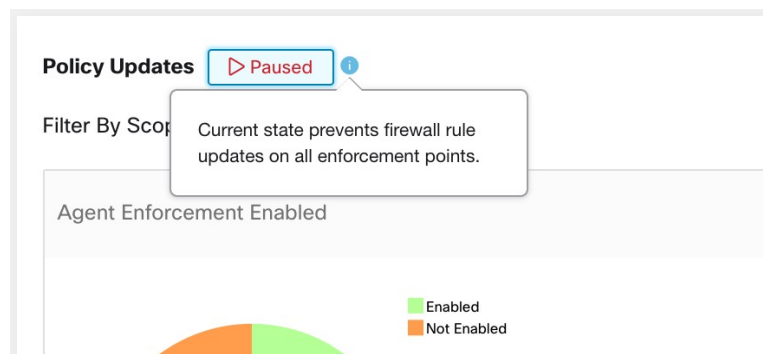 Policy Updates Paused
Current state prevents firewall rule
updates on all enforcement points.
Filter By
Agent Enforcement Enabled
Enabled
Not Enabled